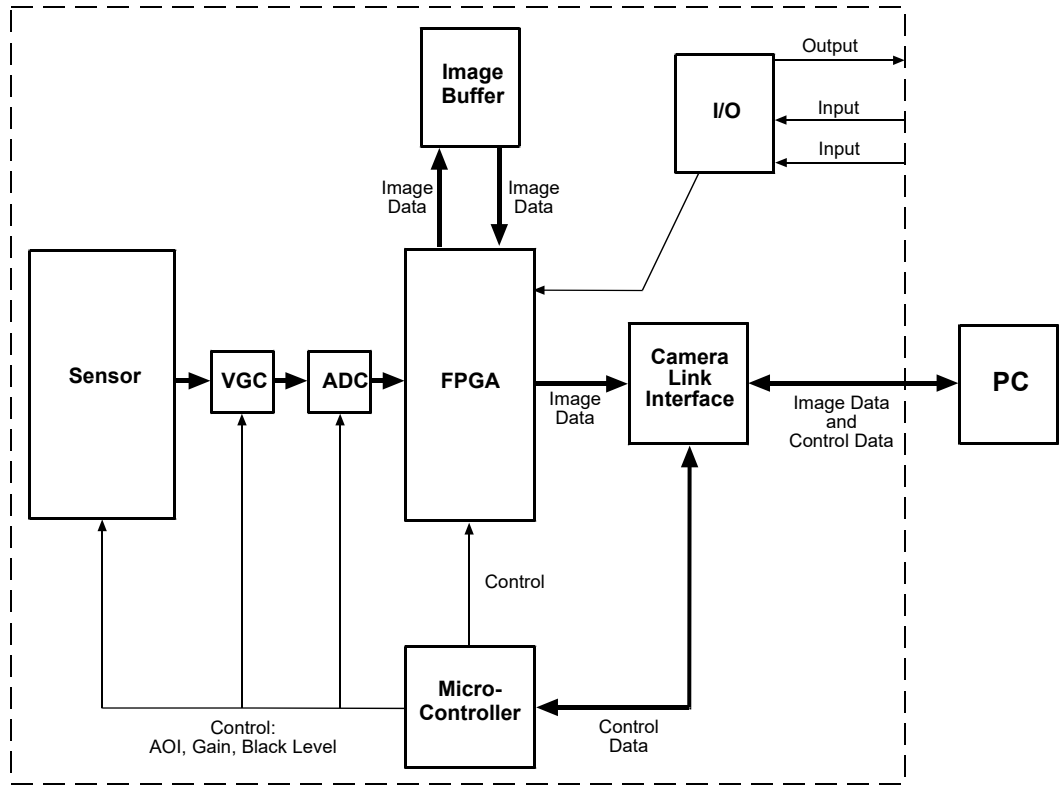 Output
Image
Buffer
I/O
Input
Input
Image
Data
Image
Data
Sensor
VGC
ADC
FPGA
Camera
Link
Interface
PC
Image
Data
Image Data
and
Control Data
Control
Micro-
Controller
Control:
AOI, Gain, Black Level
Control
Data